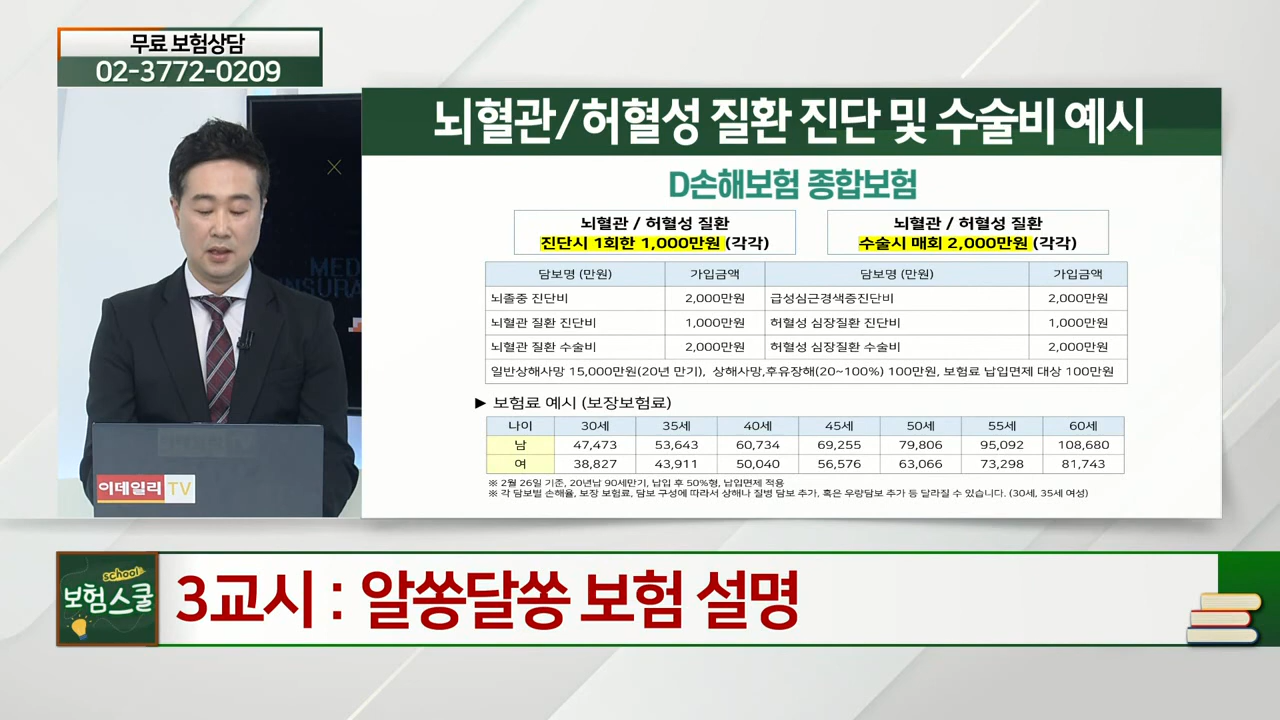 무료 보험상담
02-3772-0209
뇌혈관/허혈성 질환 진단 및 수술비 예시
D손해보험 종합보험
뇌혈관 / 허혈성 질환
진단시 1회한 1,000만원 (각각)
뇌혈관 / 허혈성 질환
수술시 매회 2,000만원 (각각)
담보명 (만원) 가입금액 담보명 (만원) 가입금액
뇌졸중 진단비 2,000만원 급성심근경색증진단비 2,000만원
뇌혈관 질환 진단비 1,000만원 허혈성 심장질환 진단비 1,000만원
뇌혈관 질환 수술비 2,000만원 허혈성 심장질환 수술비 2,000만원
일반상해사망 15,000만원(20년 만기), 상해사망,후유장해(20~100%) 100만원, 보험료 납입면제 대상 100만원
▶ 보험료 예시 (보장보험료)
나이 30세 35세 40세 45세 50세 55세 60세
남 47,473 53,643 60,734 69,255 79,806 95,092 108,680
여 38,827 43,911 50,040 56,576 63,066 73,298 81,743
※ 2월 26일 기준, 20년납 90세만기, 납입 후 50%형, 납입면제 적용
※ 각 담보별 손해율, 보장 보험료, 담보 구성에 따라서 상해나 질병 담보 추가, 혹은 우량담보 추가 등 달라질 수 있습니다. (30세, 35세 여성)
이데일리 TV
school
보험스쿨
3교시 : 알쏭달쏭 보험 설명